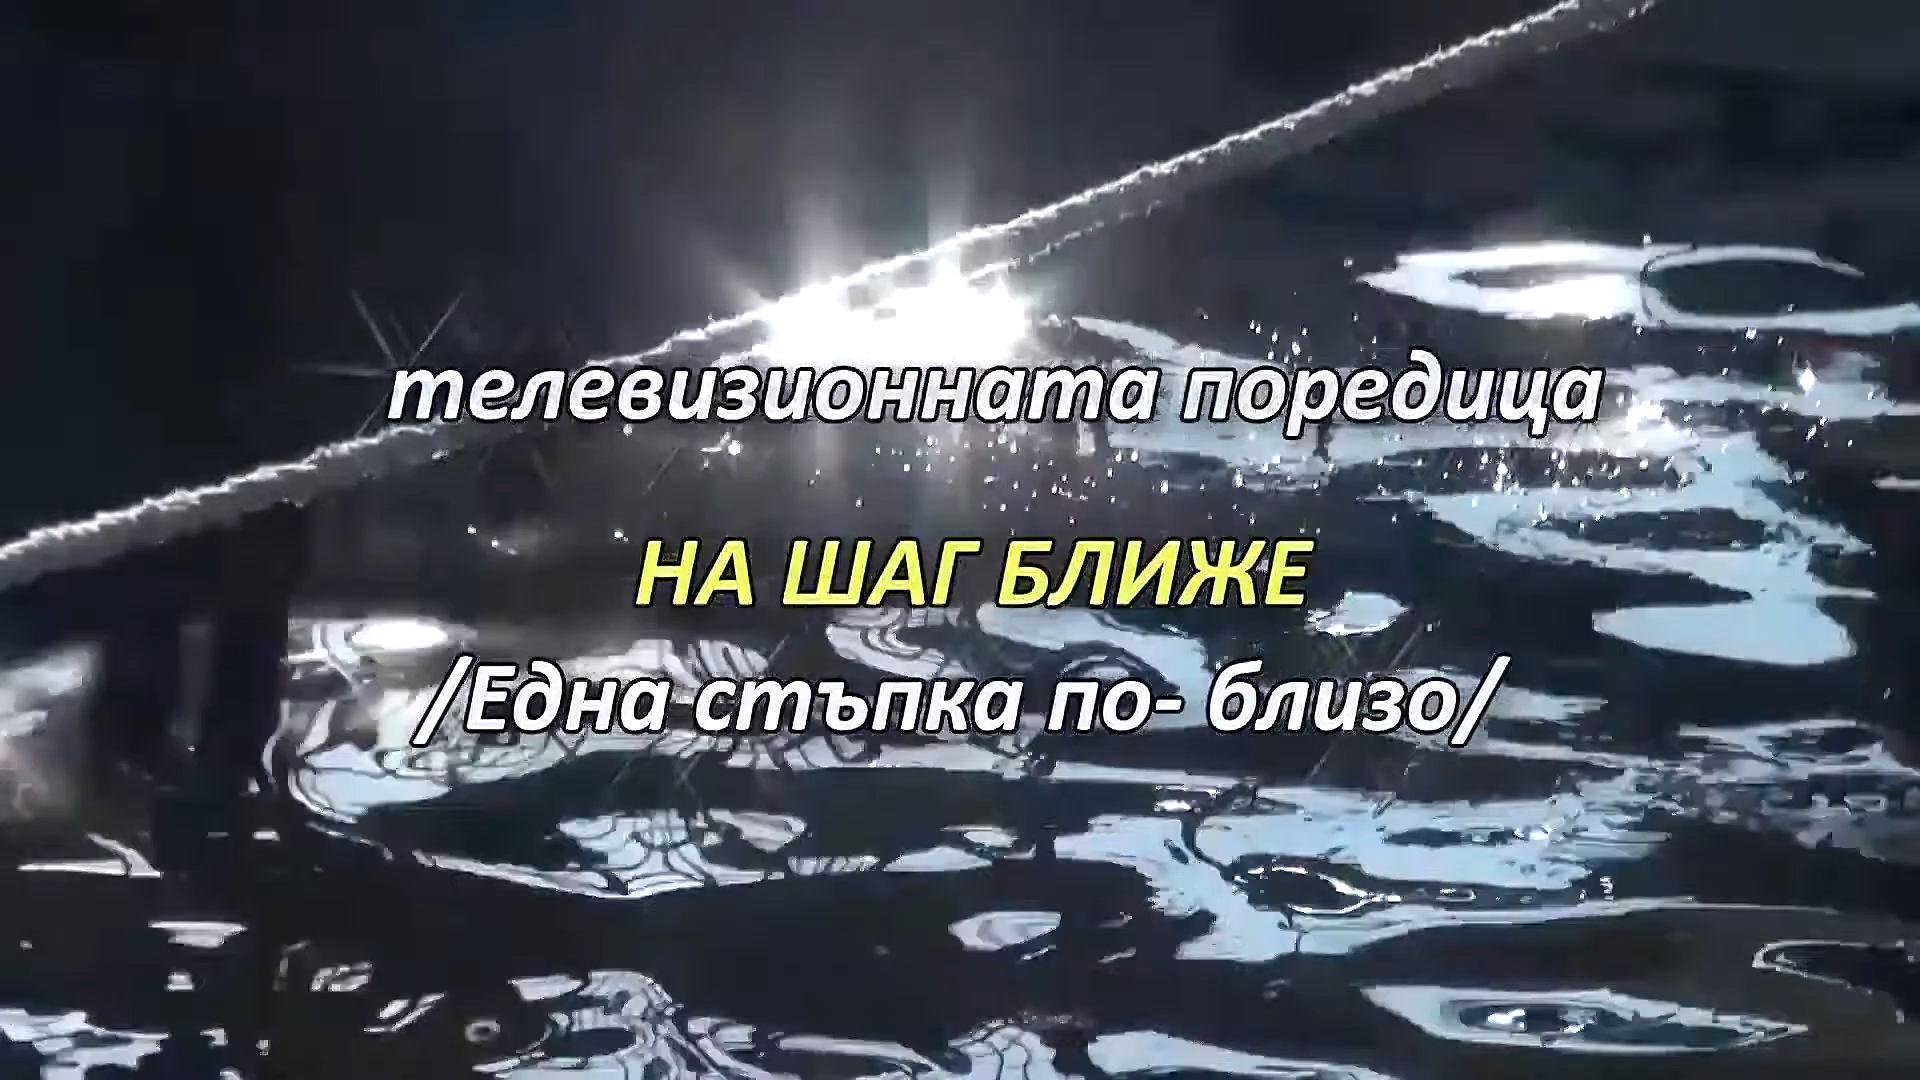 телевизионната поредица
НА ШАГ БЛИЖЕ
/Една стъпка по- близо/